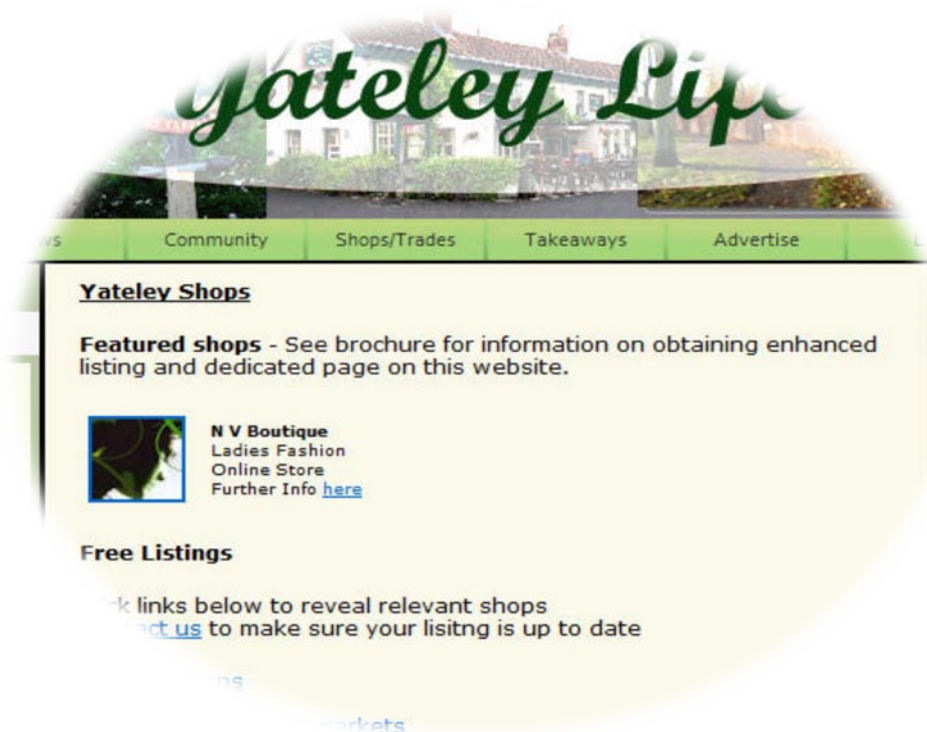 Yateley Life
Community Shops/Trades Takeaways Advertise
Yateley Shops
Featured shops - See brochure for information on obtaining enhanced
listing and dedicated page on this website.
N V Boutique
Ladies Fashion
Online Store
Further Info here
Free Listings
links below to reveal relevant shops
us to make sure your lisitng is up to date